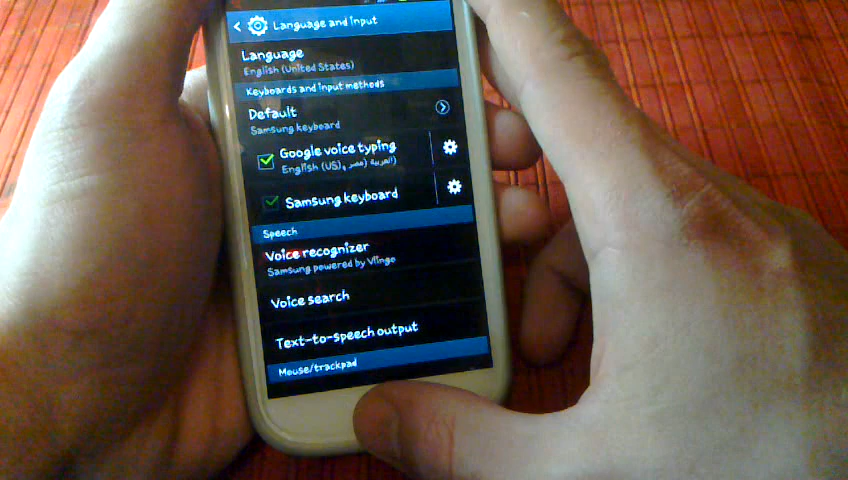 Language and input
Language
English (United States)
Keyboards and input methods
Default
Samsung keyboard
Google voice typing
English (US), العربية (مصر)
Samsung keyboard
Speech
Voice recognizer
Samsung powered by Vlingo
Voice search
Text-to-speech output
Mouse/trackpad